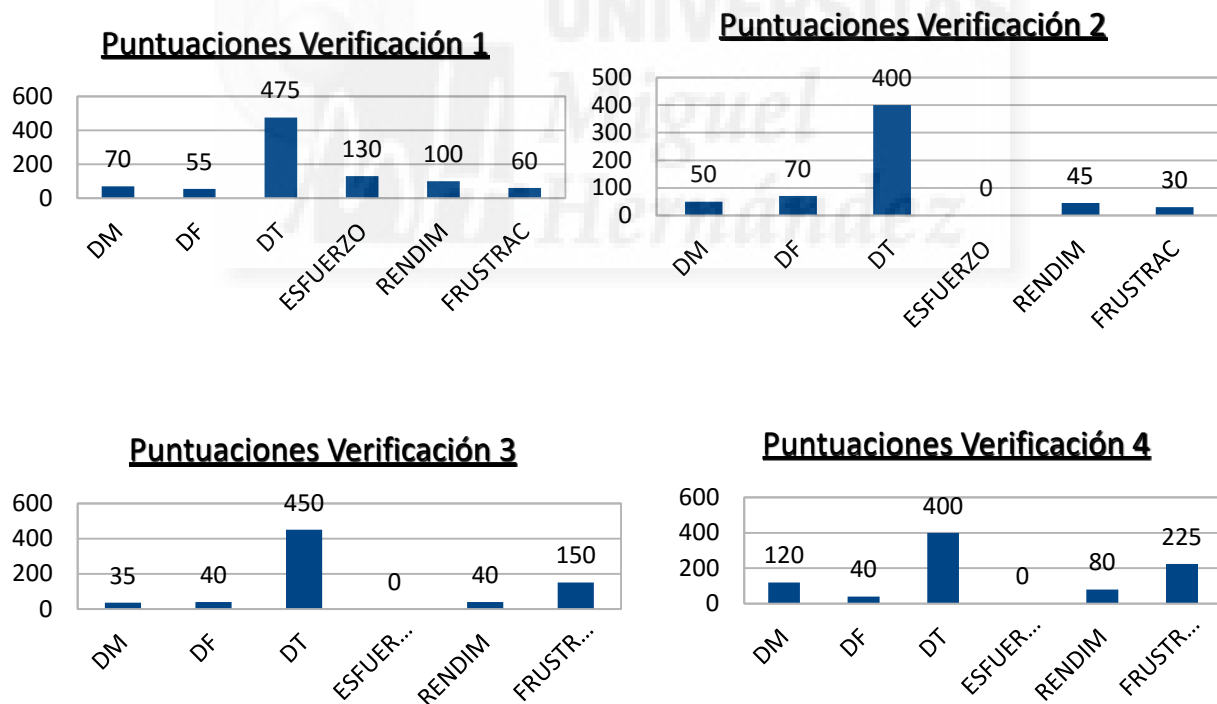 UNIVERSITAS
Miguel
Hernández
Puntuaciones Verificación 1
600
400
200
0
70
55
475
130
100
60
DM
DF
DT
ESFUERZO
RENDIM
FRUSTRAC
Puntuaciones Verificación 2
500
400
300
200
100
0
50
70
400
0
45
30
DM
DF
DT
ESFUERZO
RENDIM
FRUSTRAC
Puntuaciones Verificación 3
600
400
200
0
35
40
450
0
40
150
DM
DF
DT
ESFUER...
RENDIM
FRUSTR...
Puntuaciones Verificación 4
600
400
200
0
120
40
400
0
80
225
DM
DF
DT
ESFUER...
RENDIM
FRUSTR...